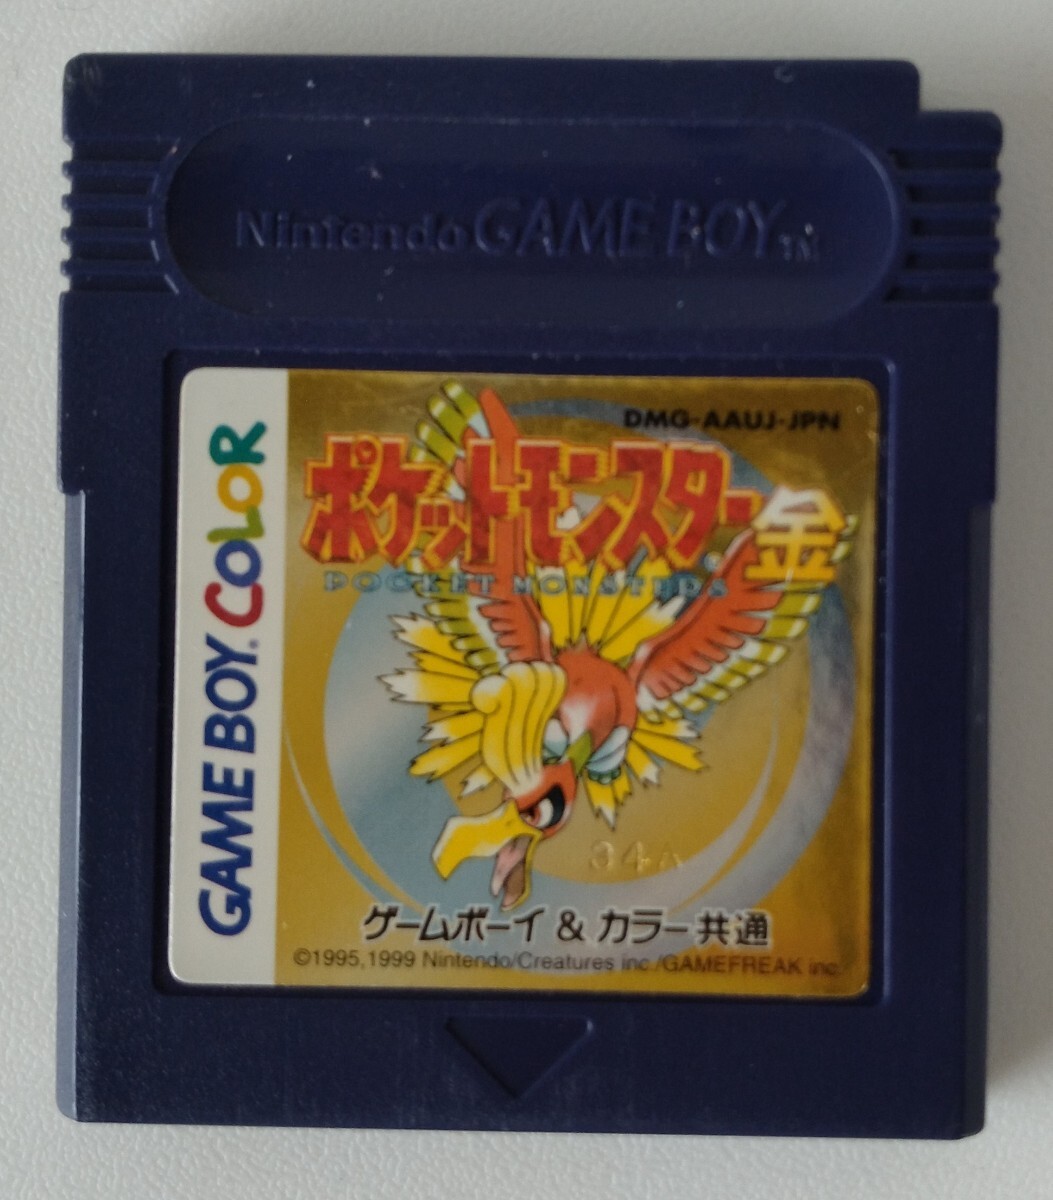 Nintendo GAME BOY TM
GAME BOY COLOR
DMG-AAUJ-JPN
ポケットモンスター 金
POCKET MONSTERS
34A
ゲームボーイ & カラー共通
©1995,1999 Nintendo/Creatures inc./GAMEFREAK inc.